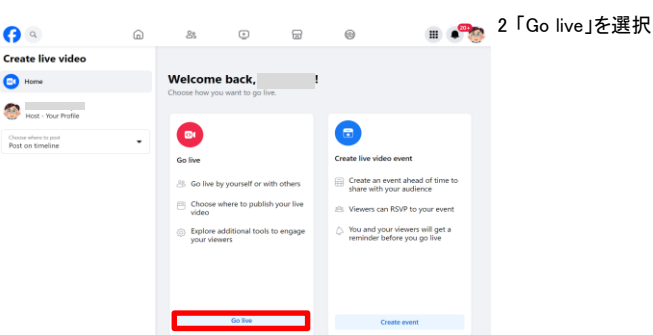 2 「Go live」を選択
20+
Create live video
Home
Host - Your Profile
Choose where to post
Post on timeline
Welcome back, !
Choose how you want to go live.
Go live
Go live by yourself or with others
Choose where to publish your live
video
Explore additional tools to engage
your viewers
Go live
Create live video event
Create an event ahead of time to
share with your audience
Viewers can RSVP to your event
You and your viewers will get a
reminder before you go live
Create event